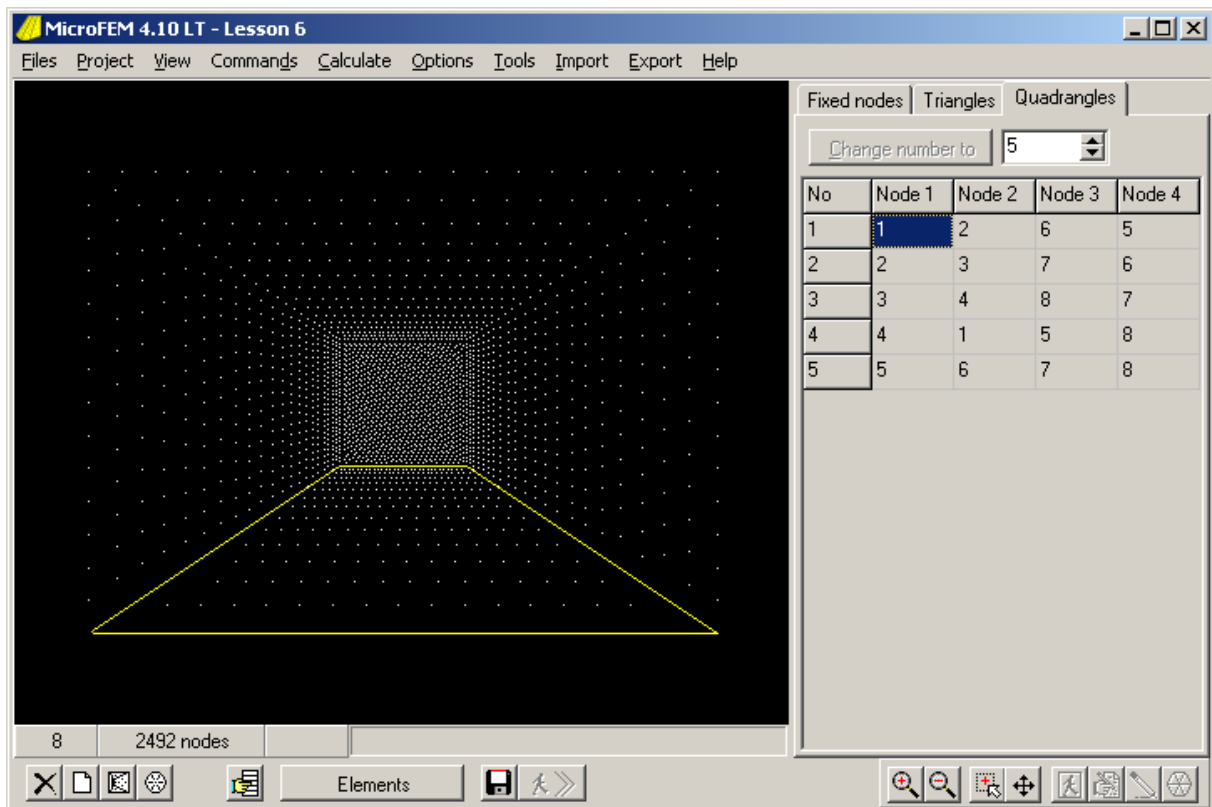 MicroFEM 4.10 LT - Lesson 6
Files Project View Commands Calculate Options Tools Import Export Help
Fixed nodes Triangles Quadrangles
Change number to 5
No Node 1 Node 2 Node 3 Node 4
1 1 2 6 5
2 2 3 7 6
3 3 4 8 7
4 4 1 5 8
5 5 6 7 8
8 2492 nodes
Elements